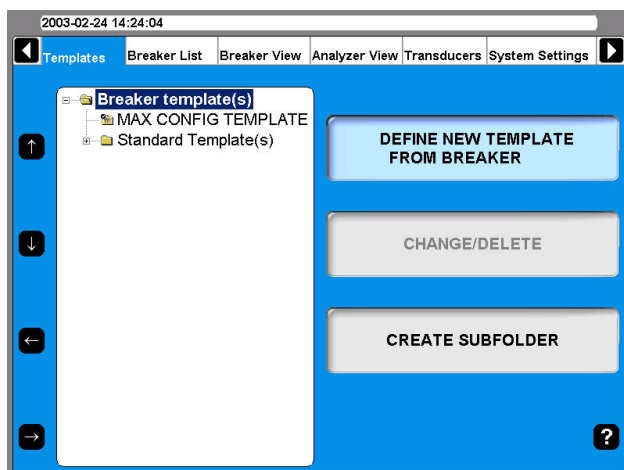 2003-02-24 14:24:04
Templates Breaker List Breaker View Analyzer View Transducers System Settings
Breaker template(s)
MAX CONFIG TEMPLATE
Standard Template(s)
DEFINE NEW TEMPLATE
FROM BREAKER
CHANGE/DELETE
CREATE SUBFOLDER
?